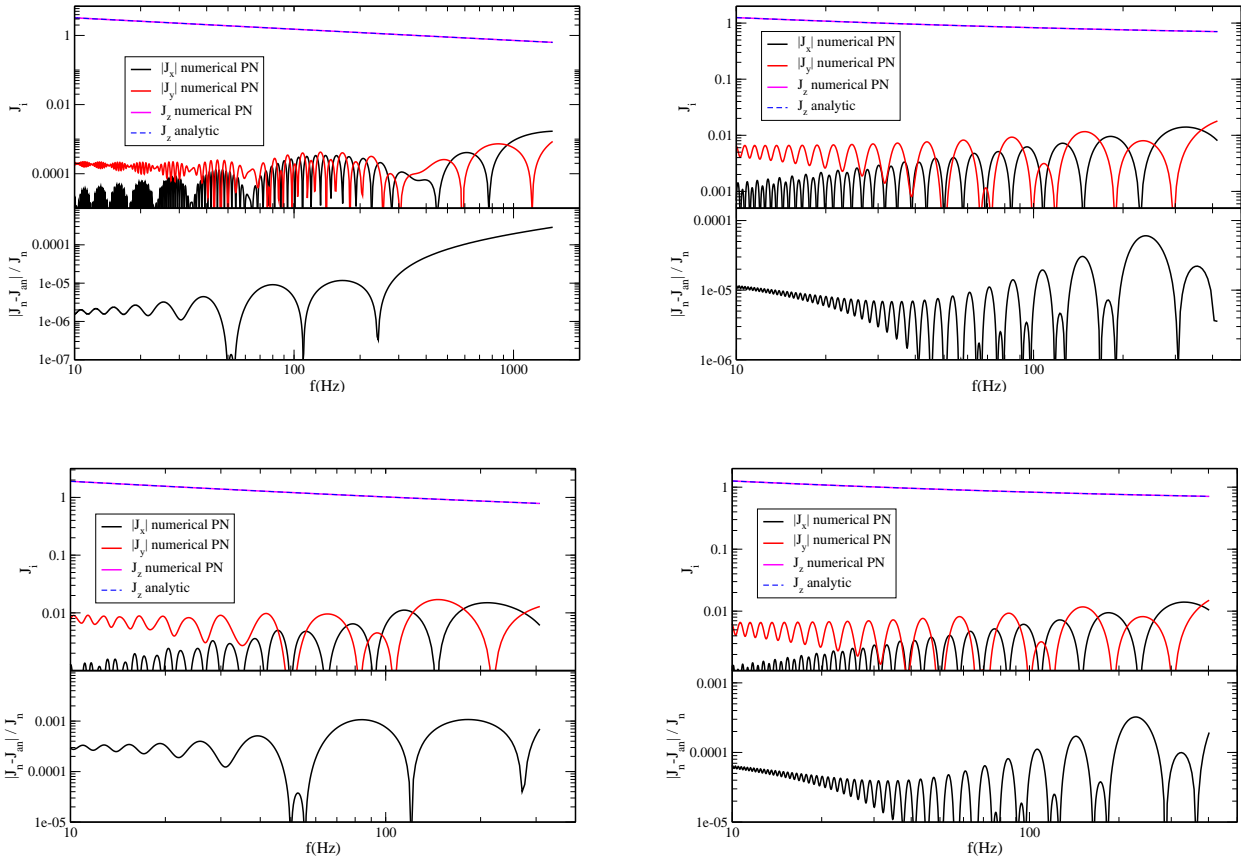 1
0.01
0.0001
J_i
|J_x| numerical PN
|J_y| numerical PN
J_z numerical PN
J_z analytic
0.0001
1e-05
1e-06
1e-07
|J_n-J_an| / J_n
10
100
1000
f(Hz)
1
0.1
0.01
0.001
J_i
|J_x| numerical PN
|J_y| numerical PN
J_z numerical PN
J_z analytic
0.0001
1e-05
1e-06
|J_n-J_an| / J_n
10
100
f(Hz)
1
0.1
0.01
J_i
|J_x| numerical PN
|J_y| numerical PN
J_z numerical PN
J_z analytic
0.001
0.0001
1e-05
|J_n-J_an| / J_n
10
100
f(Hz)
1
0.1
0.01
J_i
|J_x| numerical PN
|J_y| numerical PN
J_z numerical PN
J_z analytic
0.001
0.0001
1e-05
|J_n-J_an| / J_n
10
100
f(Hz)